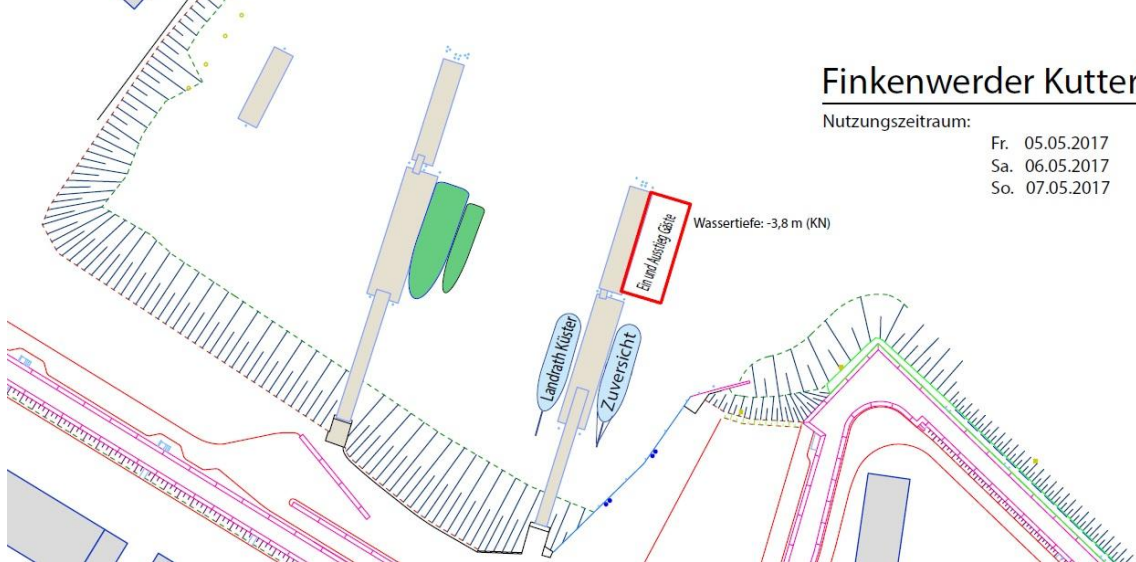 Finkenwerder Kutter
Nutzungszeitraum:
Fr. 05.05.2017
Sa. 06.05.2017
So. 07.05.2017
Wassertiefe: -3,8 m (KN)
Ein und Ausstieg Gäste
Landrath Küster
Zuversicht